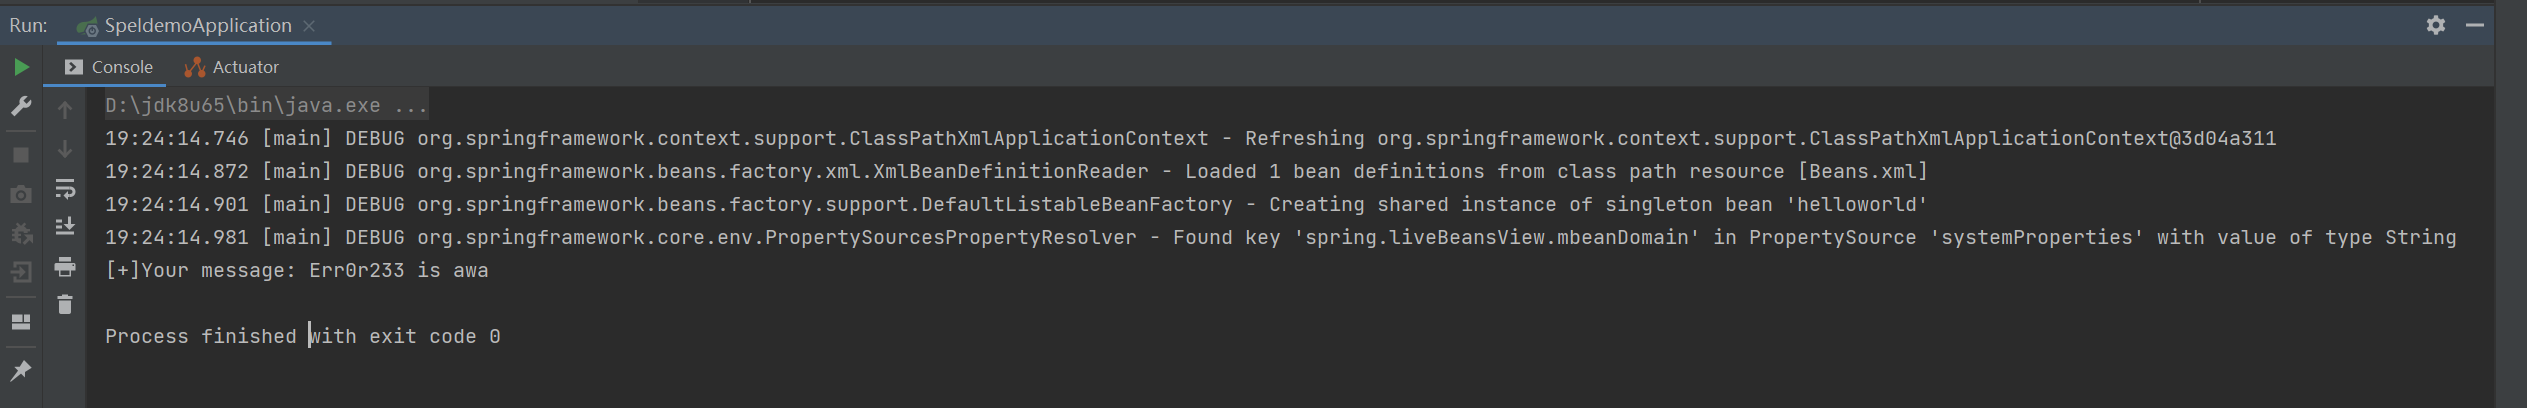 Run: SpeldemoApplication
Console Actuator
D:\jdk8u65\bin\java.exe ...
19:24:14.746 [main] DEBUG org.springframework.context.support.ClassPathXmlApplicationContext - Refreshing org.springframework.context.support.ClassPathXmlApplicationContext@3d04a311
19:24:14.872 [main] DEBUG org.springframework.beans.factory.xml.XmlBeanDefinitionReader - Loaded 1 bean definitions from class path resource [Beans.xml]
19:24:14.901 [main] DEBUG org.springframework.beans.factory.support.DefaultListableBeanFactory - Creating shared instance of singleton bean 'helloworld'
19:24:14.981 [main] DEBUG org.springframework.core.env.PropertySourcesPropertyResolver - Found key 'spring.liveBeansView.mbeanDomain' in PropertySource 'systemProperties' with value of type String
[+]Your message: Err0r233 is awa
Process finished with exit code 0